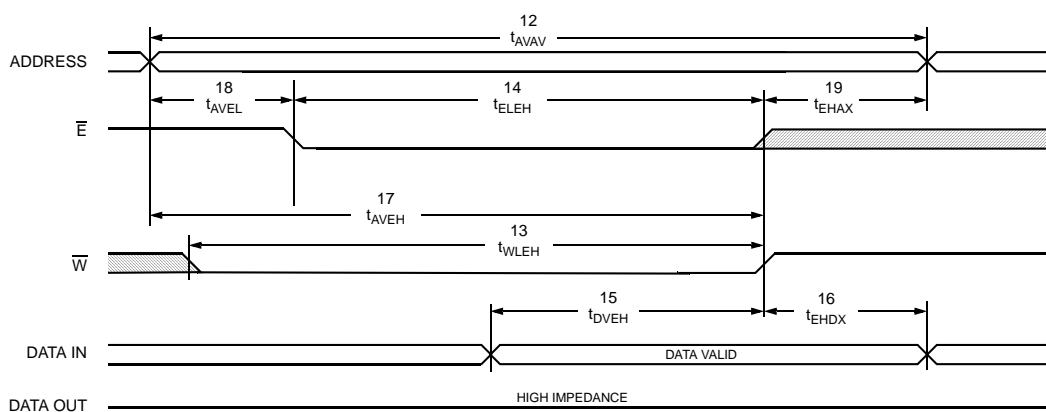 12
tAVAV
ADDRESS
18
tAVEL
14
tELEH
19
tEHAX
E̅
17
tAVEH
13
tWLEH
W̅
15
tDVEH
16
tEHDX
DATA IN
DATA VALID
DATA OUT
HIGH IMPEDANCE